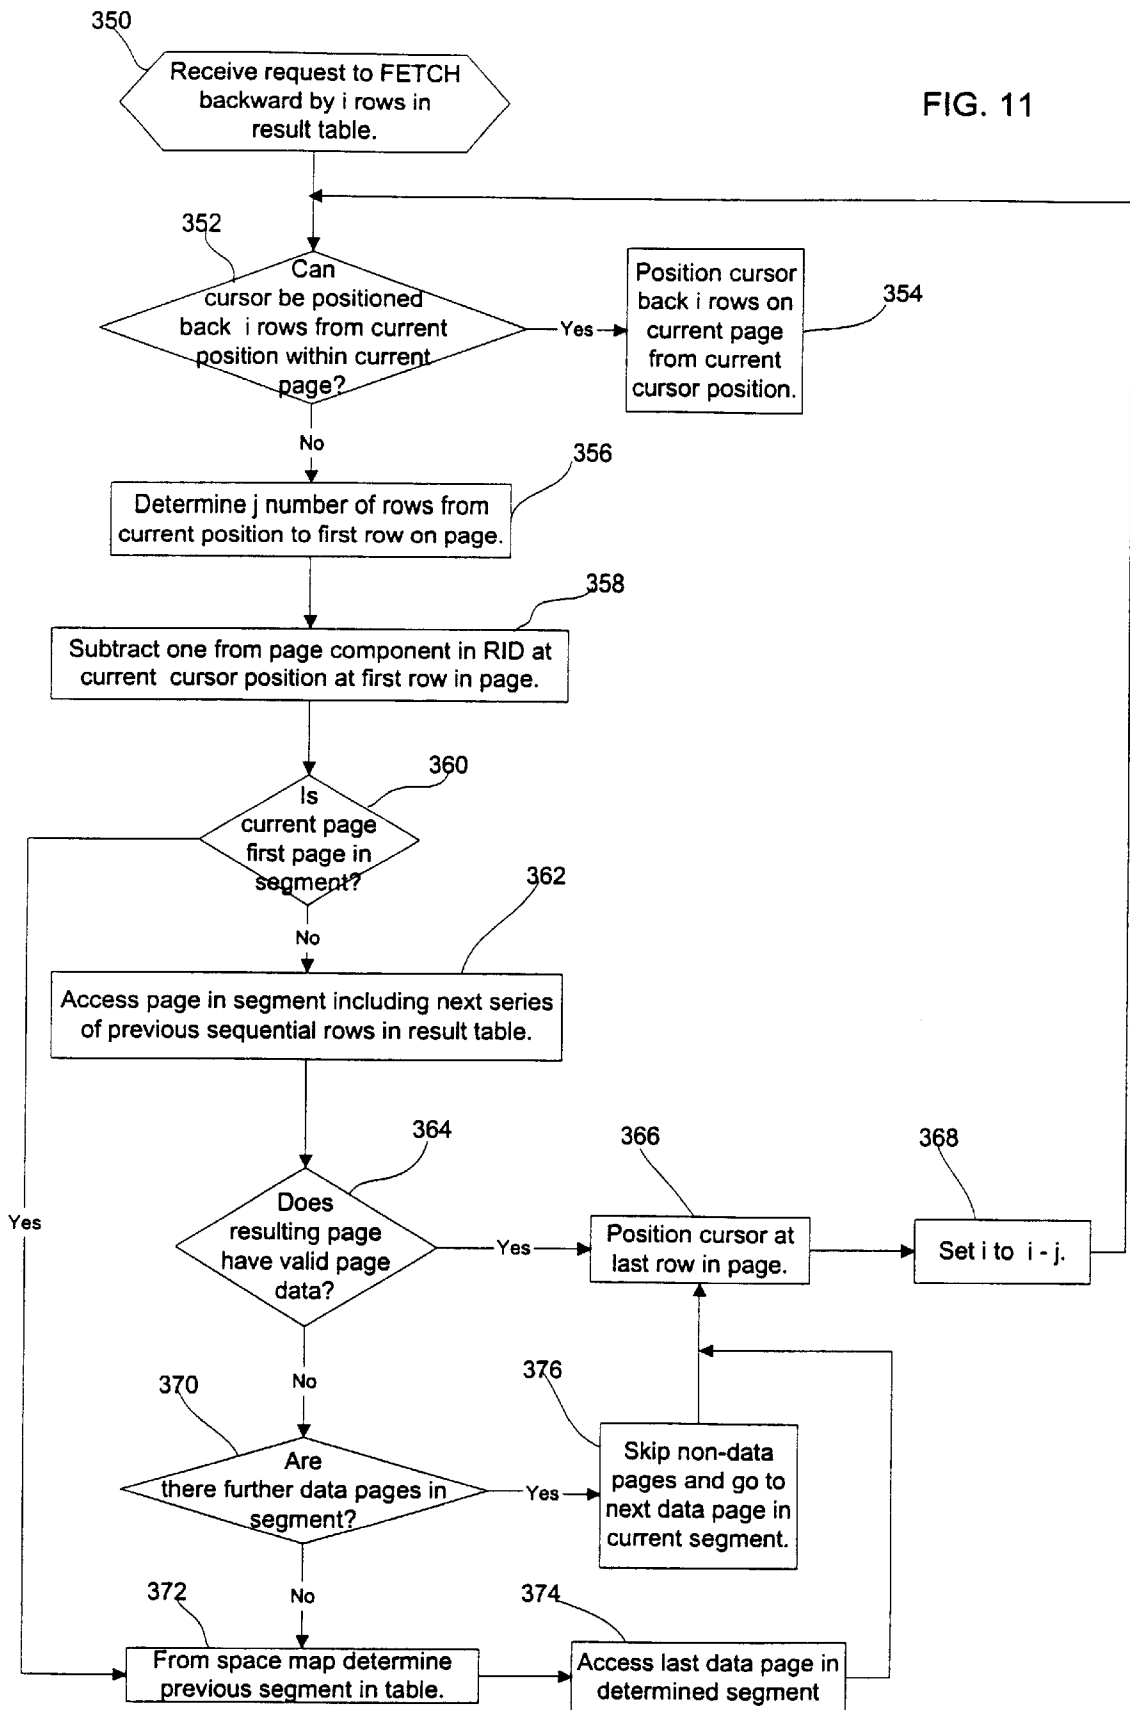 350
Receive request to FETCH
backward by i rows in
result table.
FIG. 11
352
Can
cursor be positioned
back i rows from current
position within current
page?
Yes
Position cursor
back i rows on
current page
from current
cursor position.
354
No
356
Determine j number of rows from
current position to first row on page.
358
Subtract one from page component in RID at
current cursor position at first row in page.
360
Is
current page
first page in
segment?
362
No
Access page in segment including next series
of previous sequential rows in result table.
364
366
368
Yes
Does
resulting page
have valid page
data?
Yes
Position cursor at
last row in page.
Set i to i - j.
No
370
376
Are
there further data pages in
segment?
Yes
Skip non-data
pages and go to
next data page in
current segment.
No
372
374
From space map determine
previous segment in table.
Access last data page in
determined segment